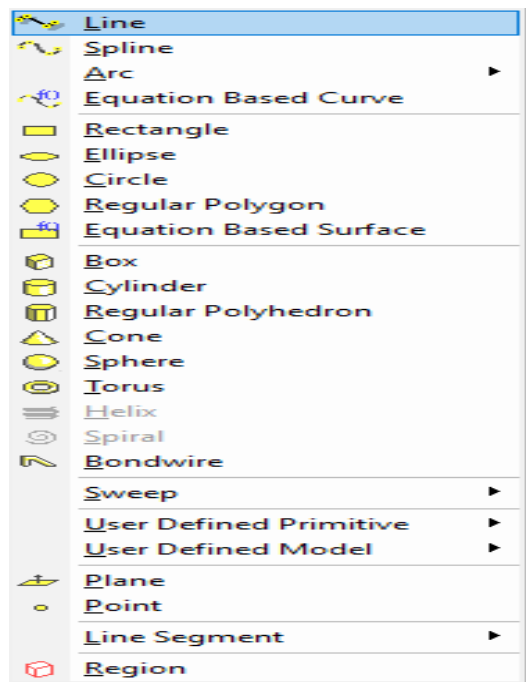 Line
Spline
Arc
Equation Based Curve
Rectangle
Ellipse
Circle
Regular Polygon
Equation Based Surface
Box
Cylinder
Regular Polyhedron
Cone
Sphere
Torus
Helix
Spiral
Bondwire
Sweep
User Defined Primitive
User Defined Model
Plane
Point
Line Segment
Region